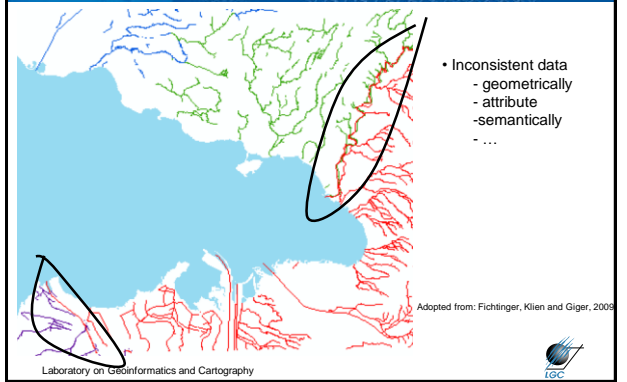 • Inconsistent data
- geometrically
- attribute
-semantically
- ...
Adopted from: Fichtinger, Klien and Giger, 2009
Laboratory on Geoinformatics and Cartography
LGC